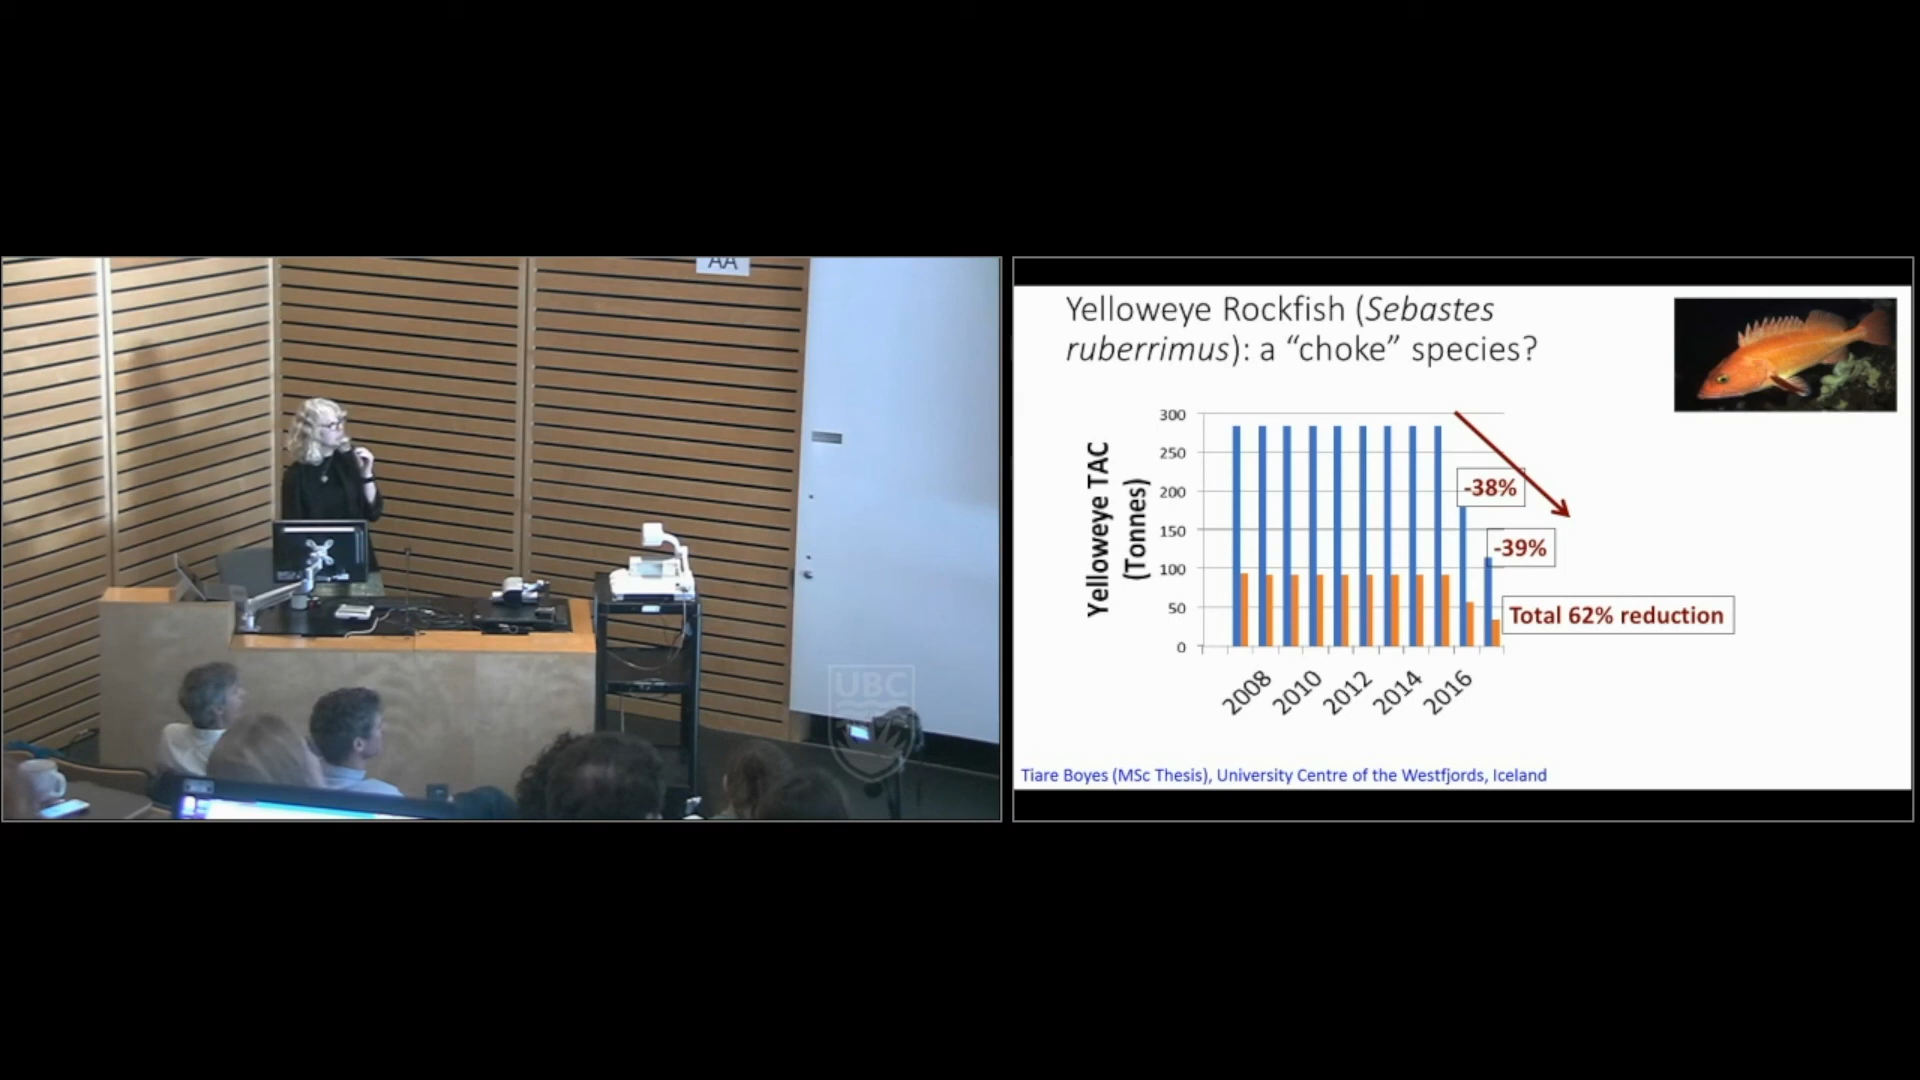 AA
UBC
Yelloweye Rockfish (Sebastes
ruberrimus): a “choke” species?
Yelloweye TAC
(Tonnes)
300
250
200
150
100
50
0
-38%
-39%
Total 62% reduction
2008
2010
2012
2014
2016
Tiare Boyes (MSc Thesis), University Centre of the Westfjords, Iceland